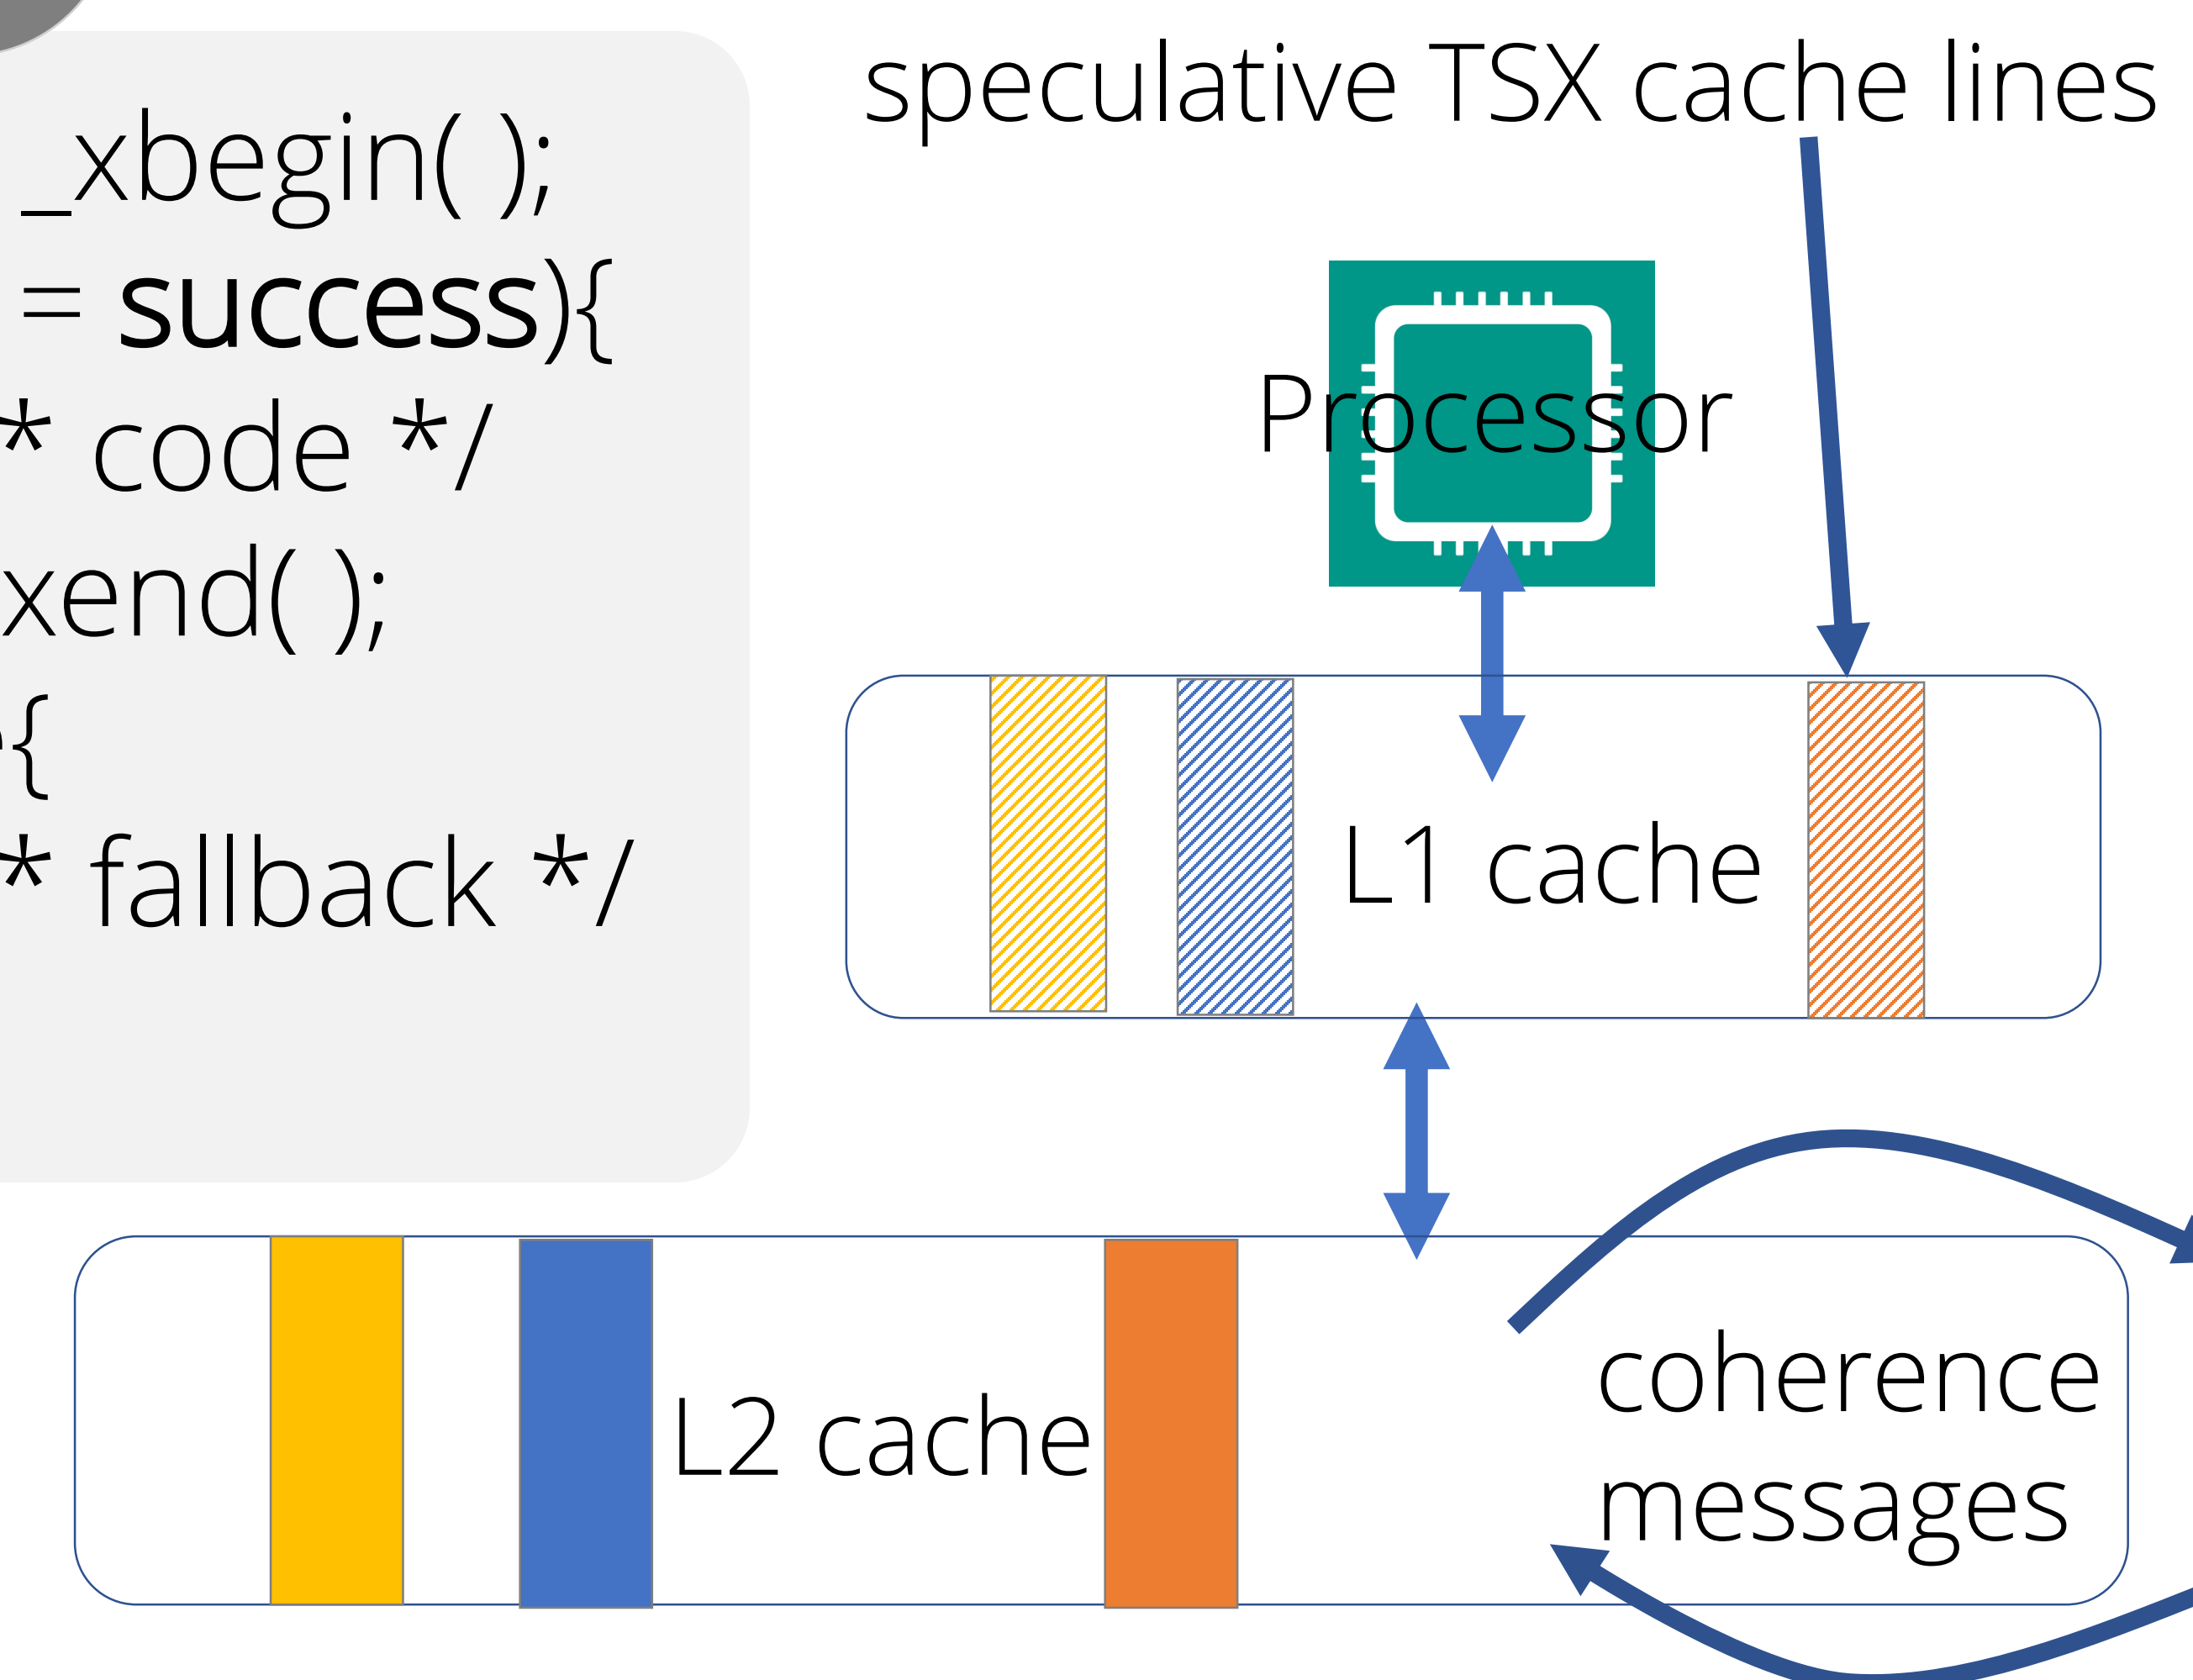 _xbegin( );
= success){
* code */
xend( );
{
* fallback */
speculative TSX cache lines
Processor
L1 cache
L2 cache
coherence
messages